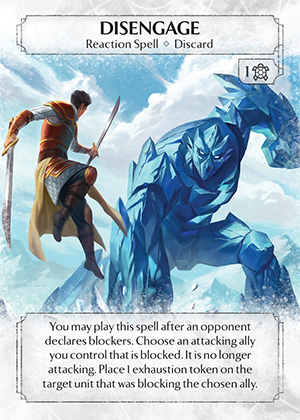 DISENGAGE
Reaction Spell ◇ Discard
1
You may play this spell after an opponent
declares blockers. Choose an attacking ally
you control that is blocked. It is no longer
attacking. Place 1 exhaustion token on the
target unit that was blocking the chosen ally.